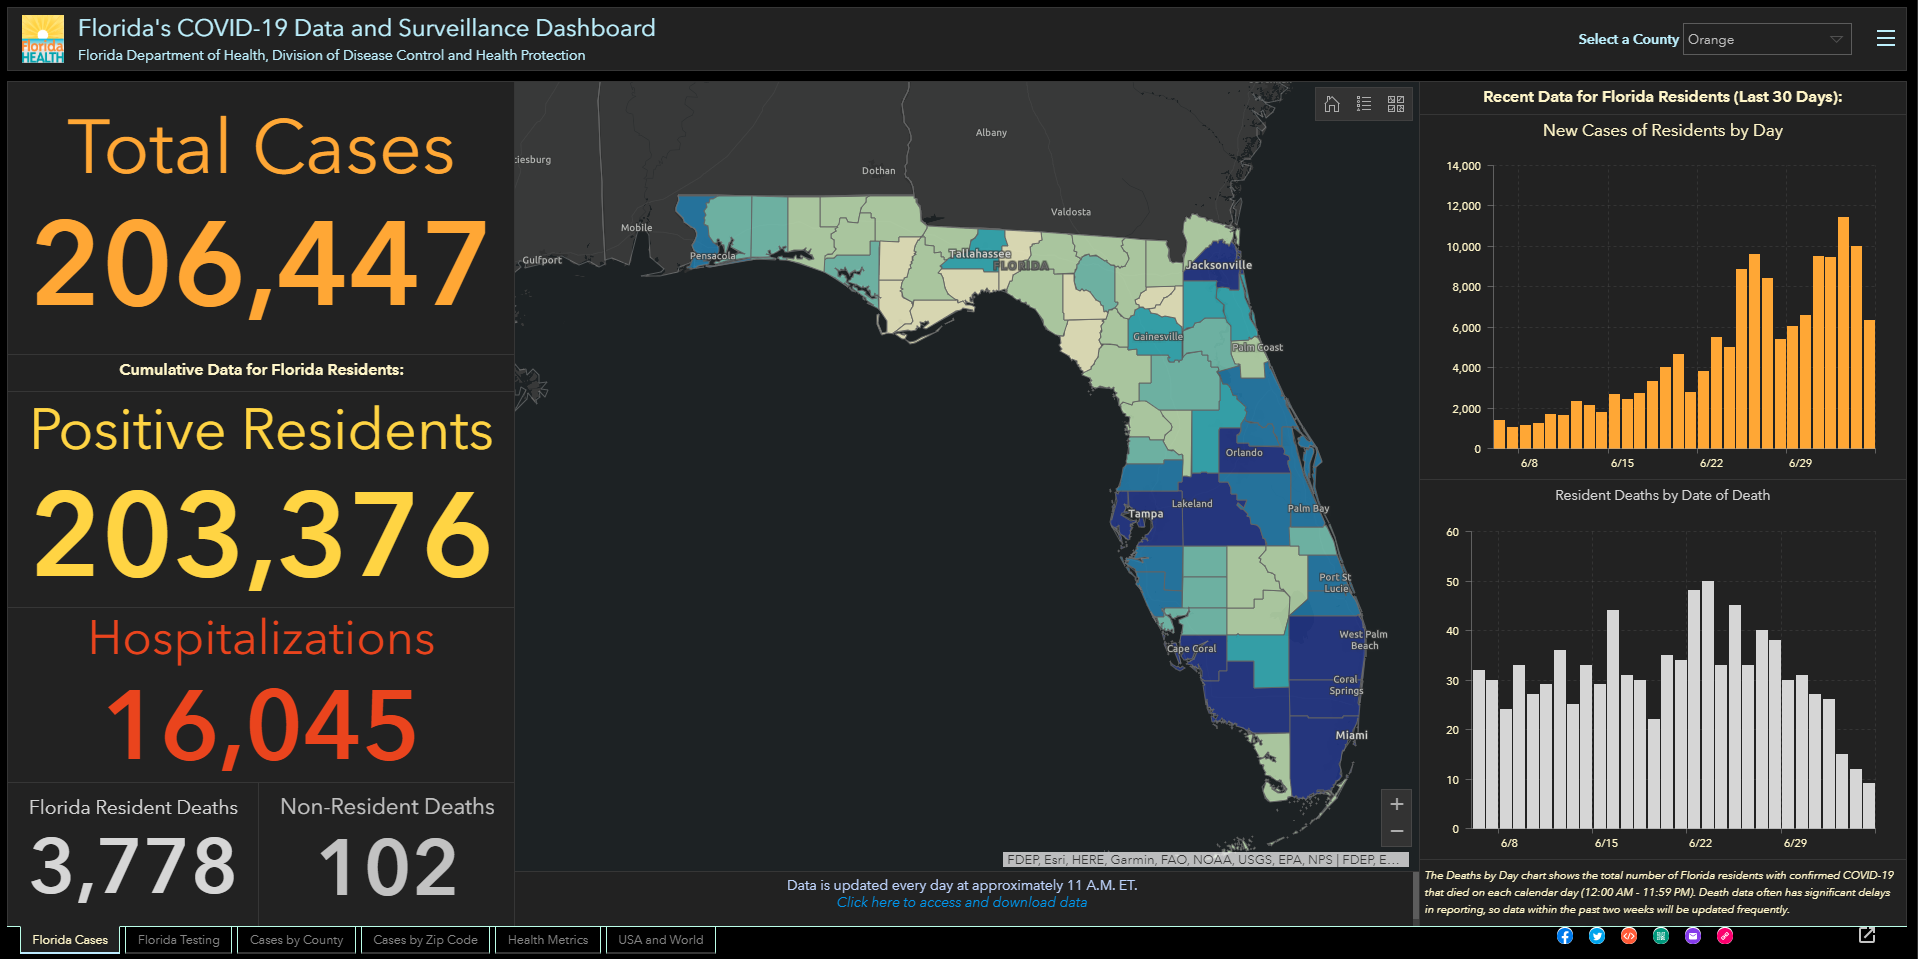 Florida HEALTH
Florida's COVID-19 Data and Surveillance Dashboard
Florida Department of Health, Division of Disease Control and Health Protection
Select a County
Orange
Total Cases
206,447
Cumulative Data for Florida Residents:
Positive Residents
203,376
Hospitalizations
16,045
Florida Resident Deaths
3,778
Non-Resident Deaths
102
iesburg
Albany
Dothan
Mobile
Valdosta
Gulfport
Pensacola
Tallahassee
FLORIDA
Jacksonville
Gainesville
Palm Coast
Orlando
Lakeland
Tampa
Palm Bay
Port St
Lucie
West Palm
Beach
Cape Coral
Coral
Springs
Miami
+
−
FDEP, Esri, HERE, Garmin, FAO, NOAA, USGS, EPA, NPS | FDEP, E...
Data is updated every day at approximately 11 A.M. ET.
Click here to access and download data
Recent Data for Florida Residents (Last 30 Days):
New Cases of Residents by Day
14,000
12,000
10,000
8,000
6,000
4,000
2,000
0
6/8
6/15
6/22
6/29
Resident Deaths by Date of Death
60
50
40
30
20
10
0
6/8
6/15
6/22
6/29
The Deaths by Day chart shows the total number of Florida residents with confirmed COVID-19
that died on each calendar day (12:00 AM - 11:59 PM). Death data often has significant delays
in reporting, so data within the past two weeks will be updated frequently.
Florida Cases
Florida Testing
Cases by County
Cases by Zip Code
Health Metrics
USA and World